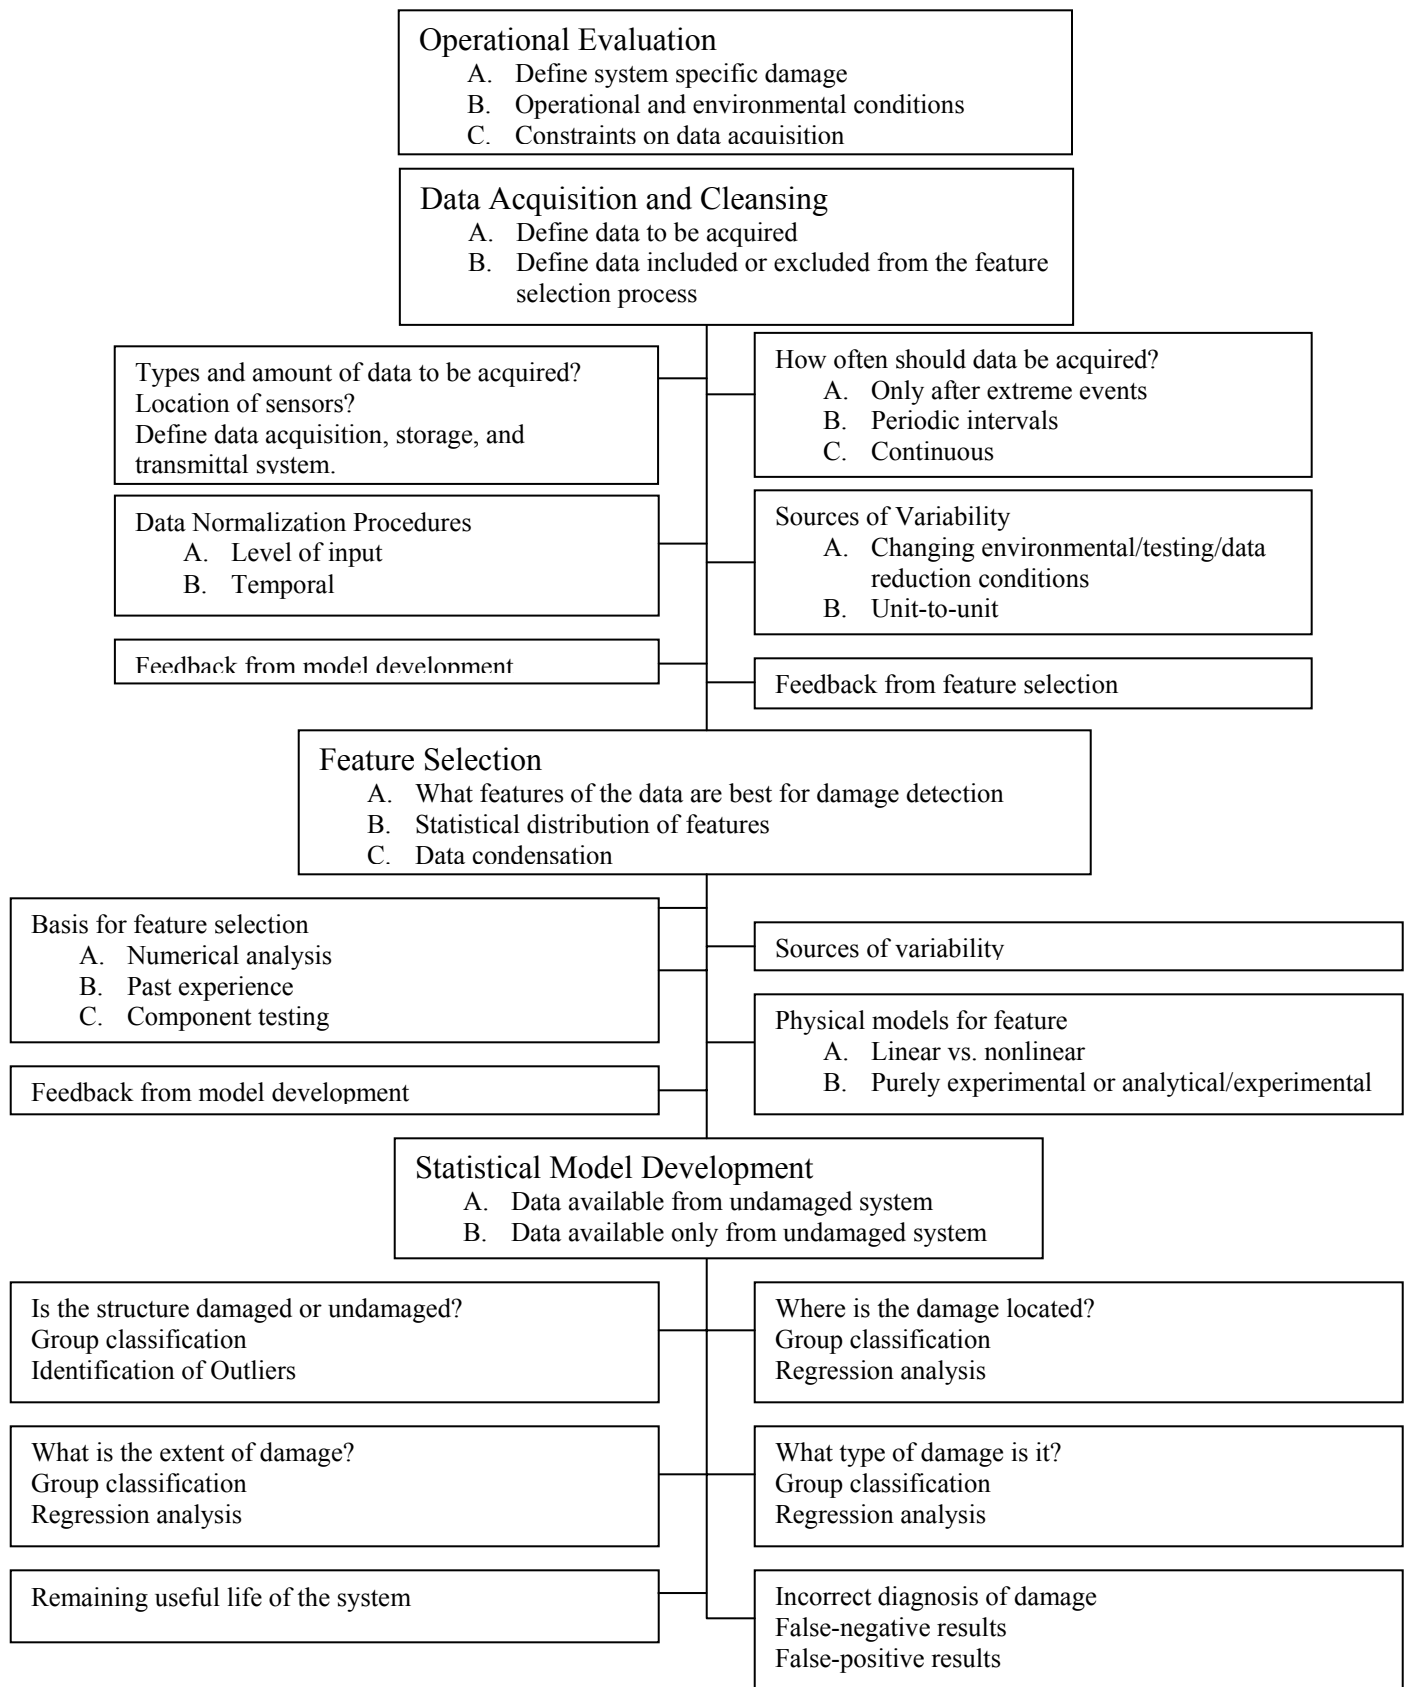 Operational Evaluation
A. Define system specific damage
B. Operational and environmental conditions
C. Constraints on data acquisition
Data Acquisition and Cleansing
A. Define data to be acquired
B. Define data included or excluded from the feature
selection process
Types and amount of data to be acquired?
Location of sensors?
Define data acquisition, storage, and
transmittal system.
How often should data be acquired?
A. Only after extreme events
B. Periodic intervals
C. Continuous
Data Normalization Procedures
A. Level of input
B. Temporal
Sources of Variability
A. Changing environmental/testing/data
reduction conditions
B. Unit-to-unit
Feedback from model development
Feedback from feature selection
Feature Selection
A. What features of the data are best for damage detection
B. Statistical distribution of features
C. Data condensation
Basis for feature selection
A. Numerical analysis
B. Past experience
C. Component testing
Sources of variability
Physical models for feature
A. Linear vs. nonlinear
B. Purely experimental or analytical/experimental
Feedback from model development
Statistical Model Development
A. Data available from undamaged system
B. Data available only from undamaged system
Is the structure damaged or undamaged?
Group classification
Identification of Outliers
Where is the damage located?
Group classification
Regression analysis
What is the extent of damage?
Group classification
Regression analysis
What type of damage is it?
Group classification
Regression analysis
Remaining useful life of the system
Incorrect diagnosis of damage
False-negative results
False-positive results